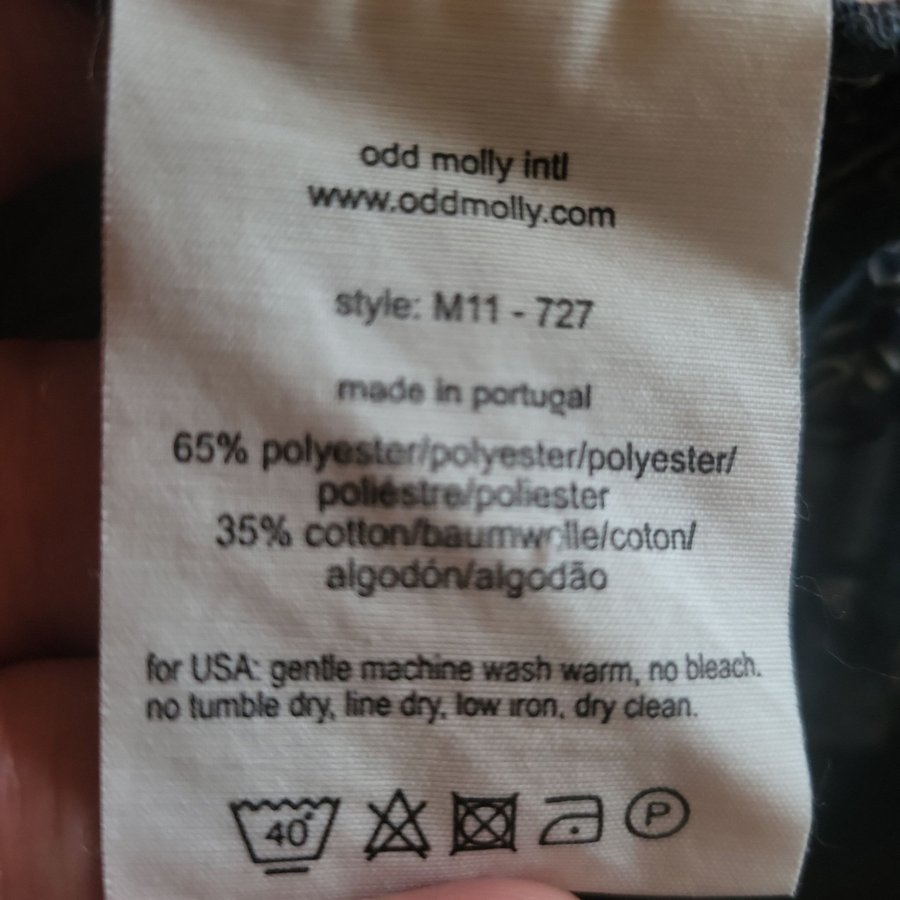 odd molly intl
www.oddmolly.com
style: M11 - 727
made in portugal
65% polyester/polyester/polyester/
poliéstre/poliester
35% cotton/baumwolle/coton/
algodón/algodão
for USA: gentle machine wash warm, no bleach.
no tumble dry, line dry, low iron, dry clean.
40° P